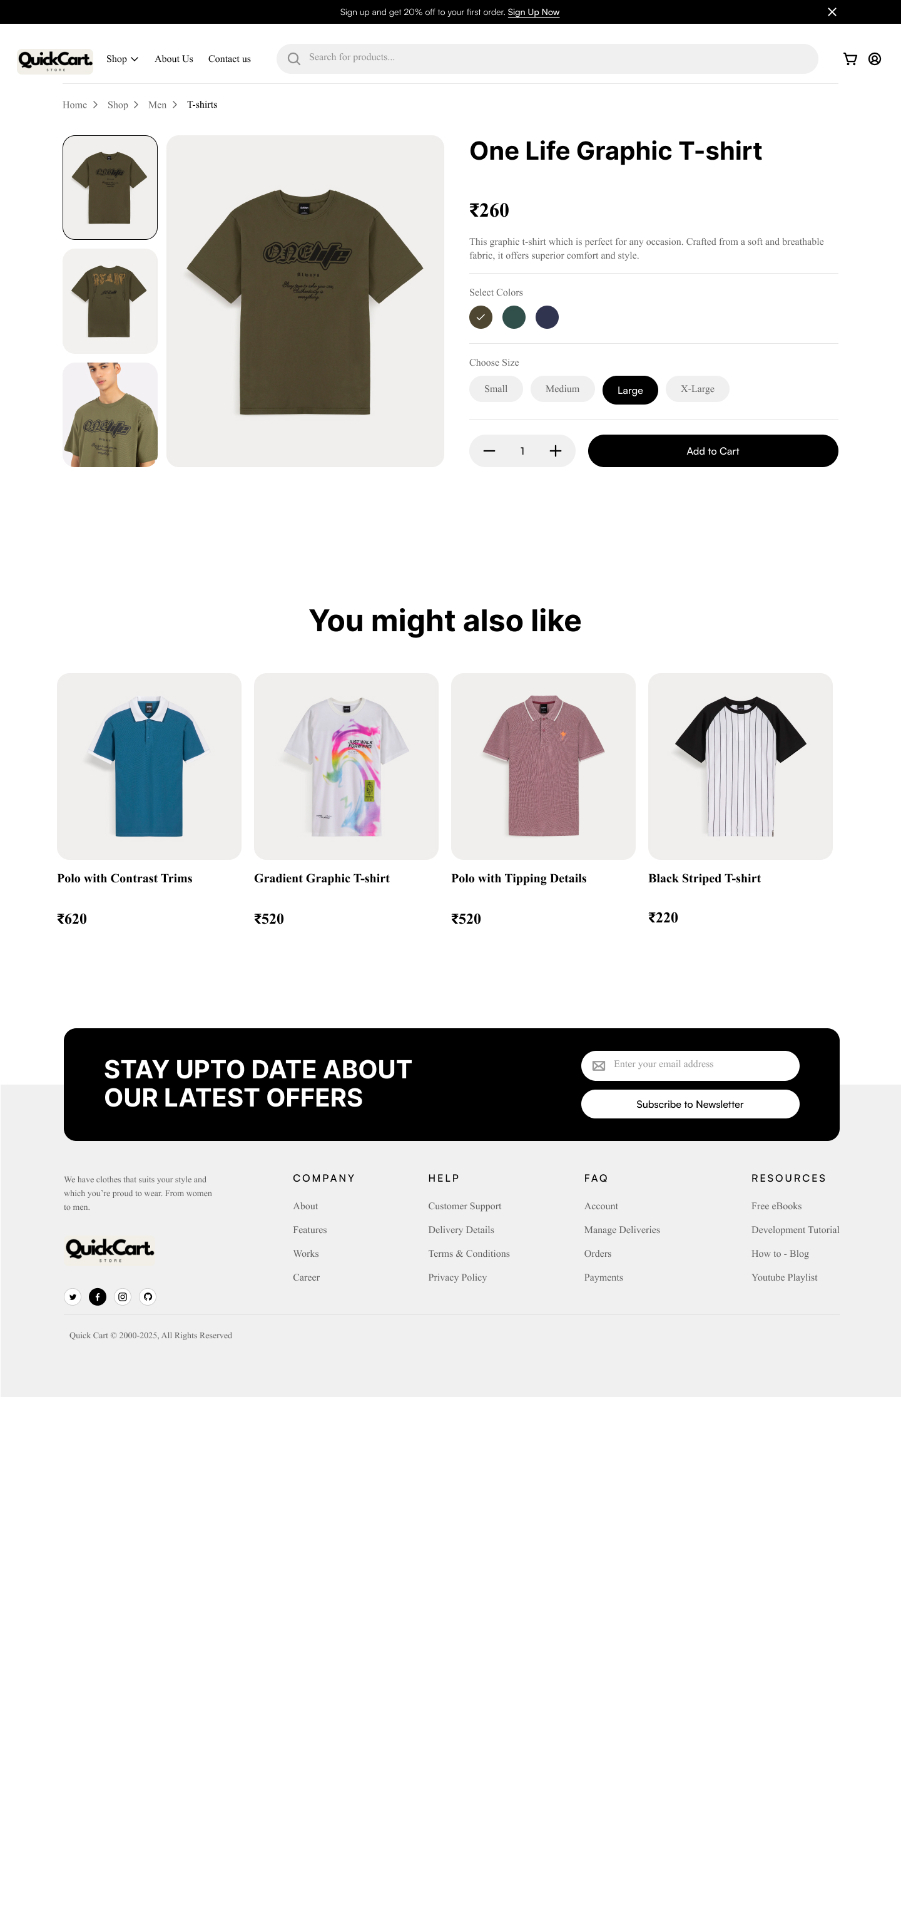 Sign up and get 20% off to your first order. Sign Up Now
QuickCart.
STORE
Shop
About Us
Contact us
Search for products...
Home
Shop
Men
T-shirts
One Life Graphic T-shirt
₹260
This graphic t-shirt which is perfect for any occasion. Crafted from a soft and breathable
fabric, it offers superior comfort and style.
Select Colors
Choose Size
Small
Medium
Large
X-Large
1
Add to Cart
ONE life
You might also like
Polo with Contrast Trims
Gradient Graphic T-shirt
Polo with Tipping Details
Black Striped T-shirt
₹620
₹520
₹520
₹220
STAY UPTO DATE ABOUT
OUR LATEST OFFERS
Enter your email address
Subscribe to Newsletter
We have clothes that suits your style and
which you're proud to wear. From women
to men.
QuickCart.
STORE
COMPANY
About
Features
Works
Career
HELP
Customer Support
Delivery Details
Terms & Conditions
Privacy Policy
FAQ
Account
Manage Deliveries
Orders
Payments
RESOURCES
Free eBooks
Development Tutorial
How to - Blog
Youtube Playlist
Quick Cart © 2000-2025, All Rights Reserved